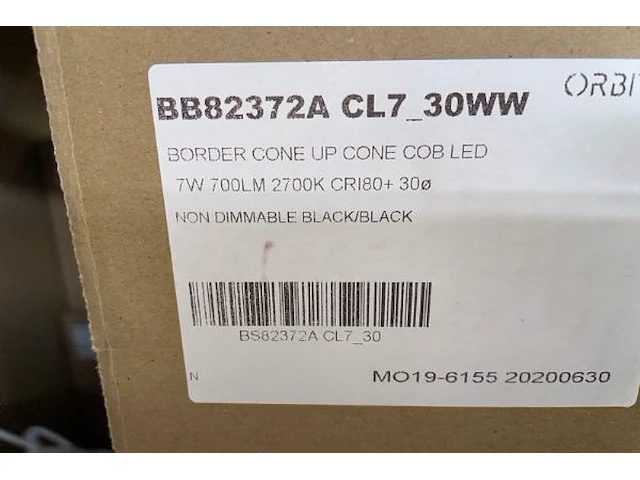 ORBIT
BB82372A CL7_30WW
BORDER CONE UP CONE COB LED
7W 700LM 2700K CRI80+ 30ø
NON DIMMABLE BLACK/BLACK
BS82372A CL7_30
N
MO19-6155 20200630